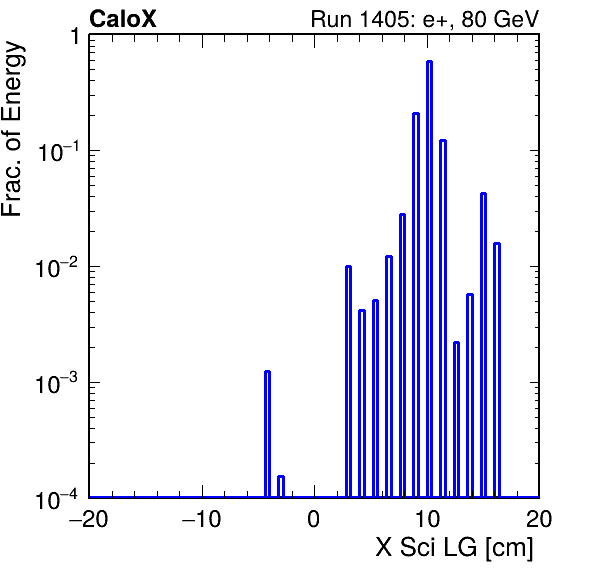 CaloX Run 1405: e+, 80 GeV
Frac. of Energy
1
10⁻¹
10⁻²
10⁻³
10⁻⁴
−20 −10 0 10 20
X Sci LG [cm]